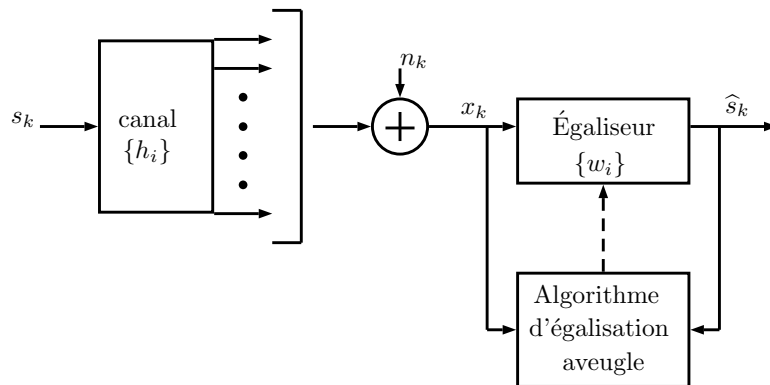 s_k
canal
{h_i}
n_k
x_k
Égaliseur
{w_i}
ŝ_k
Algorithme
d'égalisation
aveugle